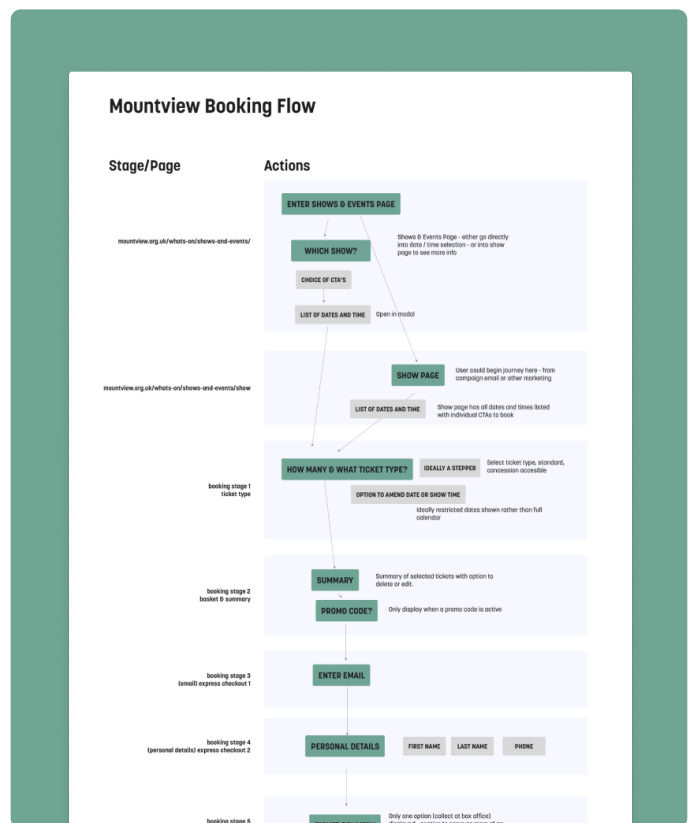 Mountview Booking Flow
Stage/Page
Actions
ENTER SHOWS & EVENTS PAGE
mountview.org.uk/whats-on/shows-and-events/
WHICH SHOW?
Shows & Events Page - either go directly
into date / time selection - or into show
page to see more info
CHOICE OF CTA'S
LIST OF DATES AND TIME
Open in modal
mountview.org.uk/whats-on/shows-and-events/show
SHOW PAGE
User could begin journey here - from
campaign email or other marketing
LIST OF DATES AND TIME
Show page has all dates and times listed
with individual CTAs to book
booking stage 1
ticket type
HOW MANY & WHAT TICKET TYPE?
IDEALLY A STEPPER
Select ticket type, standard,
concession accesible
OPTION TO AMEND DATE OR SHOW TIME
Ideally restricted dates shown rather than full
calendar
booking stage 2
basket & summary
SUMMARY
Summary of selected tickets with option to
delete or edit.
PROMO CODE?
Only display when a promo code is active
booking stage 3
(email) express checkout 1
ENTER EMAIL
booking stage 4
(personal details) express checkout 2
PERSONAL DETAILS
FIRST NAME
LAST NAME
PHONE
booking stage 5
Only one option (collect at box office)